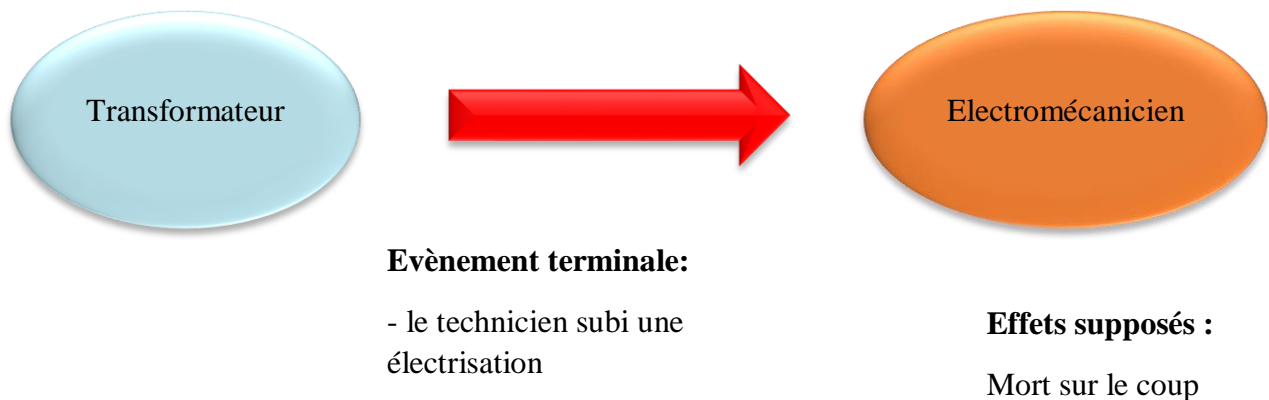 Transformateur
Electromécanicien
Evènement terminale:
- le technicien subi une
électrisation
Effets supposés :
Mort sur le coup